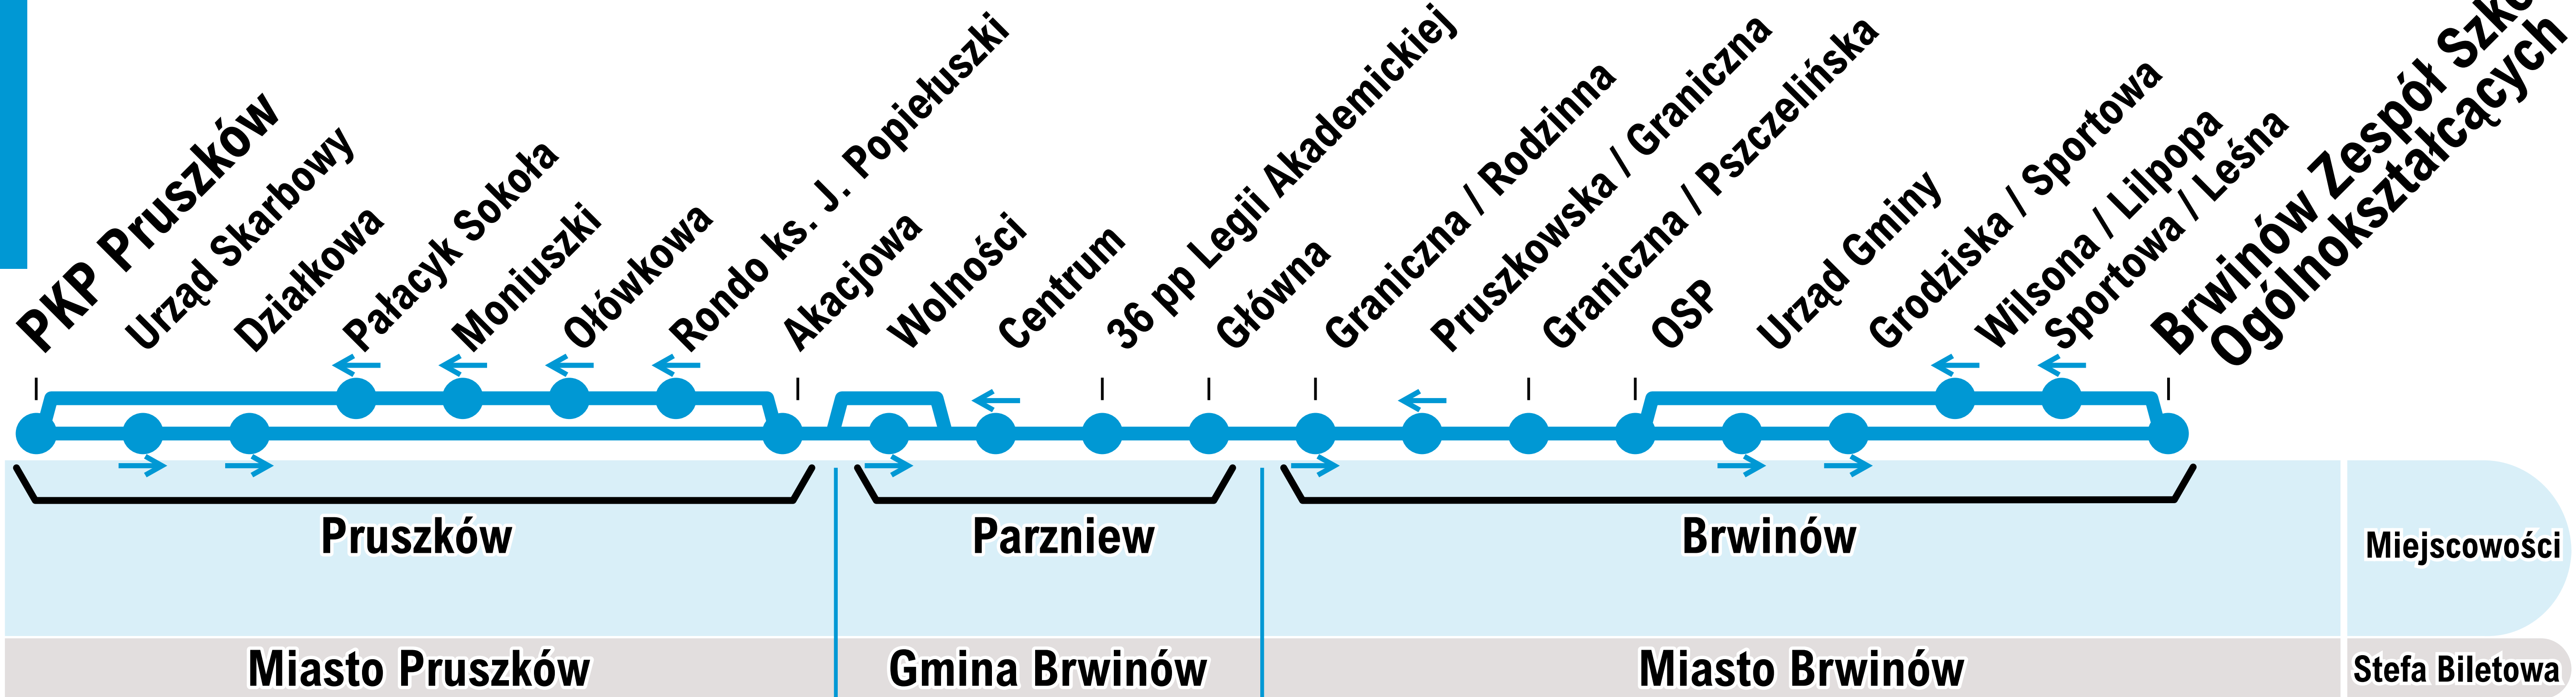 PKP Pruszków
Urząd Skarbowy
Działkowa
Pałacyk Sokoła
Moniuszki
Ołówkowa
Rondo ks. J. Popiełuszki
Akacjowa
Wolności
Centrum
36 pp Legii Akademickiej
Główna
Graniczna / Rodzinna
Pruszkowska / Graniczna
Graniczna / Pszczelińska
OSP
Urząd Gminy
Grodziska / Sportowa
Wilsona / Lilpopa
Sportowa / Leśna
Brwinów Zespół
Ogólnokształcących
Pruszków
Parzniew
Brwinów
Miejscowości
Miasto Pruszków
Gmina Brwinów
Miasto Brwinów
Stefa Biletowa